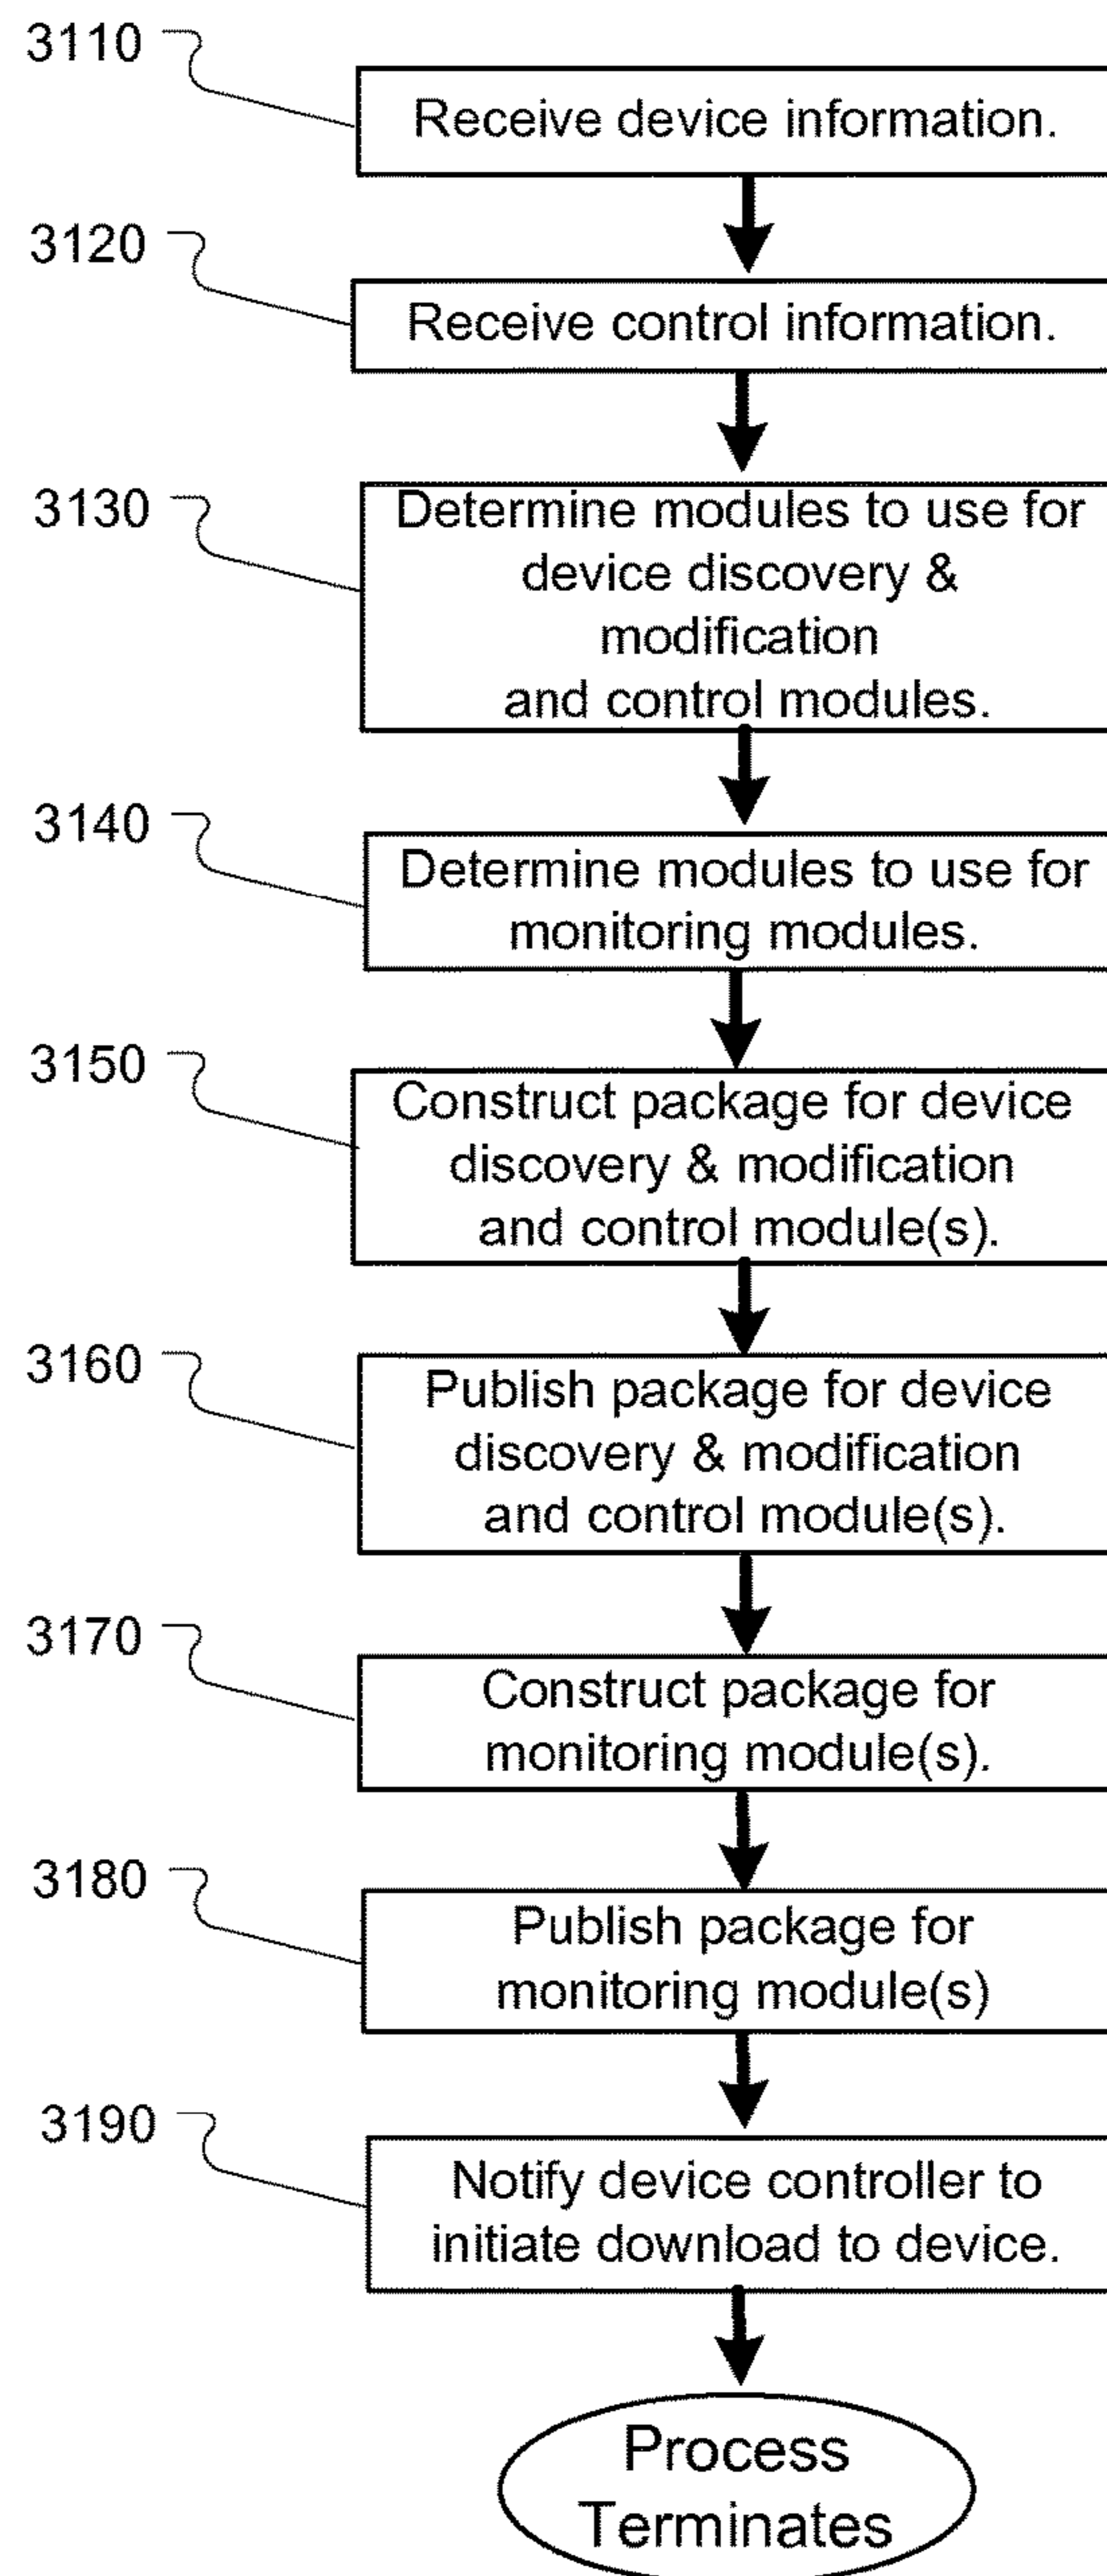 3110
Receive device information.
3120
Receive control information.
3130
Determine modules to use for
device discovery &
modification
and control modules.
3140
Determine modules to use for
monitoring modules.
3150
Construct package for device
discovery & modification
and control module(s).
3160
Publish package for device
discovery & modification
and control module(s).
3170
Construct package for
monitoring module(s).
3180
Publish package for
monitoring module(s)
3190
Notify device controller to
initiate download to device.
Process
Terminates